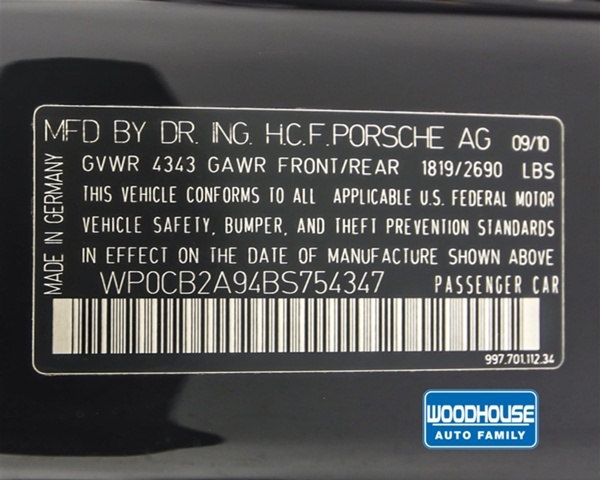 MFD BY DR. ING. H.C.F. PORSCHE AG 09/10
GVWR 4343 GAWR FRONT/REAR 1819/2690 LBS
THIS VEHICLE CONFORMS TO ALL APPLICABLE U.S. FEDERAL MOTOR
VEHICLE SAFETY, BUMPER, AND THEFT PREVENTION STANDARDS
IN EFFECT ON THE DATE OF MANUFACTURE SHOWN ABOVE
WP0CB2A94BS754347 PASSENGER CAR
997.701.112.34
MADE IN GERMANY
WOODHOUSE
AUTO FAMILY